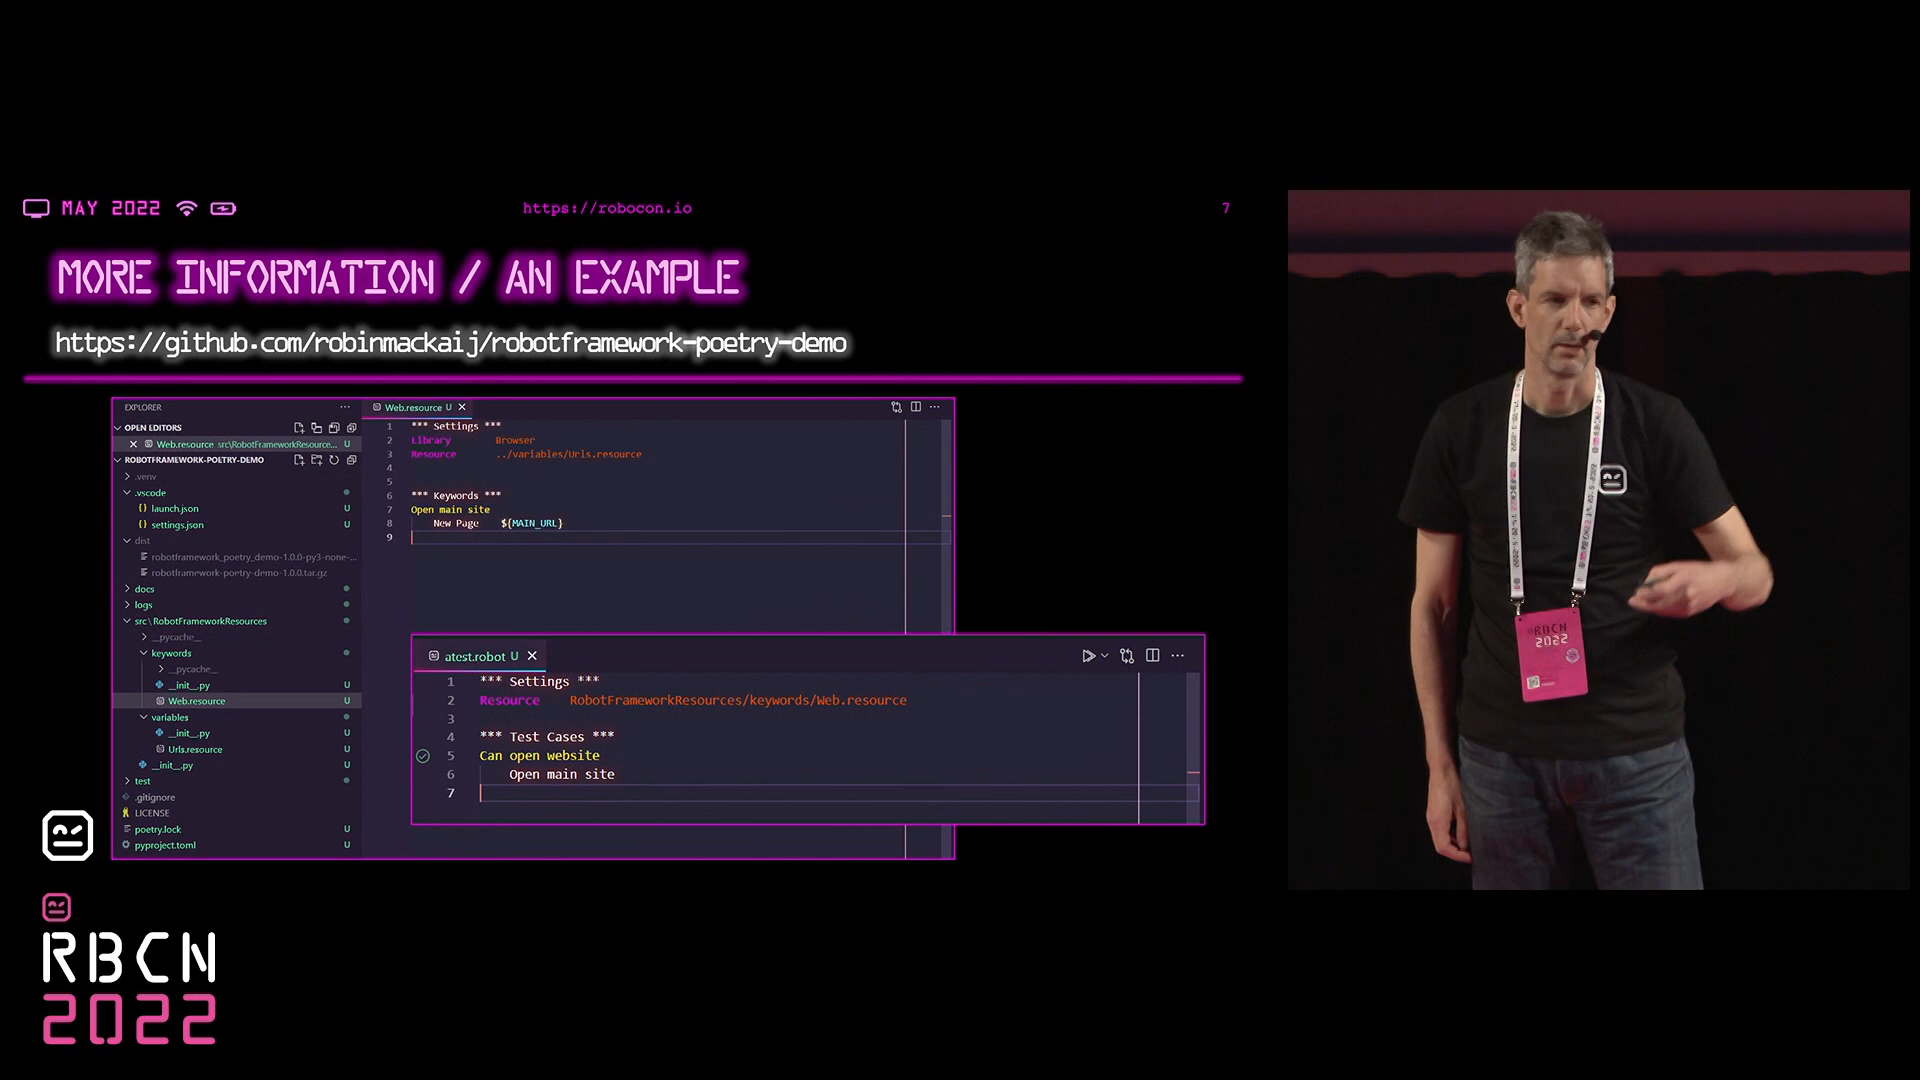 MAY 2022
https://robocon.io
7
MORE INFORMATION / AN EXAMPLE
https://github.com/robinmackaij/robotframework-poetry-demo
EXPLORER
OPEN EDITORS
Web.resource src\RobotFrameworkResource... U
ROBOTFRAMEWORK-POETRY-DEMO
.venv
.vscode
{} launch.json U
{} settings.json U
dist
robotframework_poetry_demo-1.0.0-py3-none-...
robotframework-poetry-demo-1.0.0.tar.gz
docs
logs
src\RobotFrameworkResources
__pycache__
keywords
__pycache__
__init__.py U
Web.resource U
variables
__init__.py U
Urls.resource U
__init__.py U
test
.gitignore
LICENSE
poetry.lock U
pyproject.toml U
Web.resource U
1 *** Settings ***
2 Library Browser
3 Resource ../variables/Urls.resource
4
5
6 *** Keywords ***
7 Open main site
8 New Page ${MAIN_URL}
9
atest.robot U
1 *** Settings ***
2 Resource RobotFrameworkResources/keywords/Web.resource
3
4 *** Test Cases ***
5 Can open website
6 Open main site
7
RBCN
2022
RBCN
2022